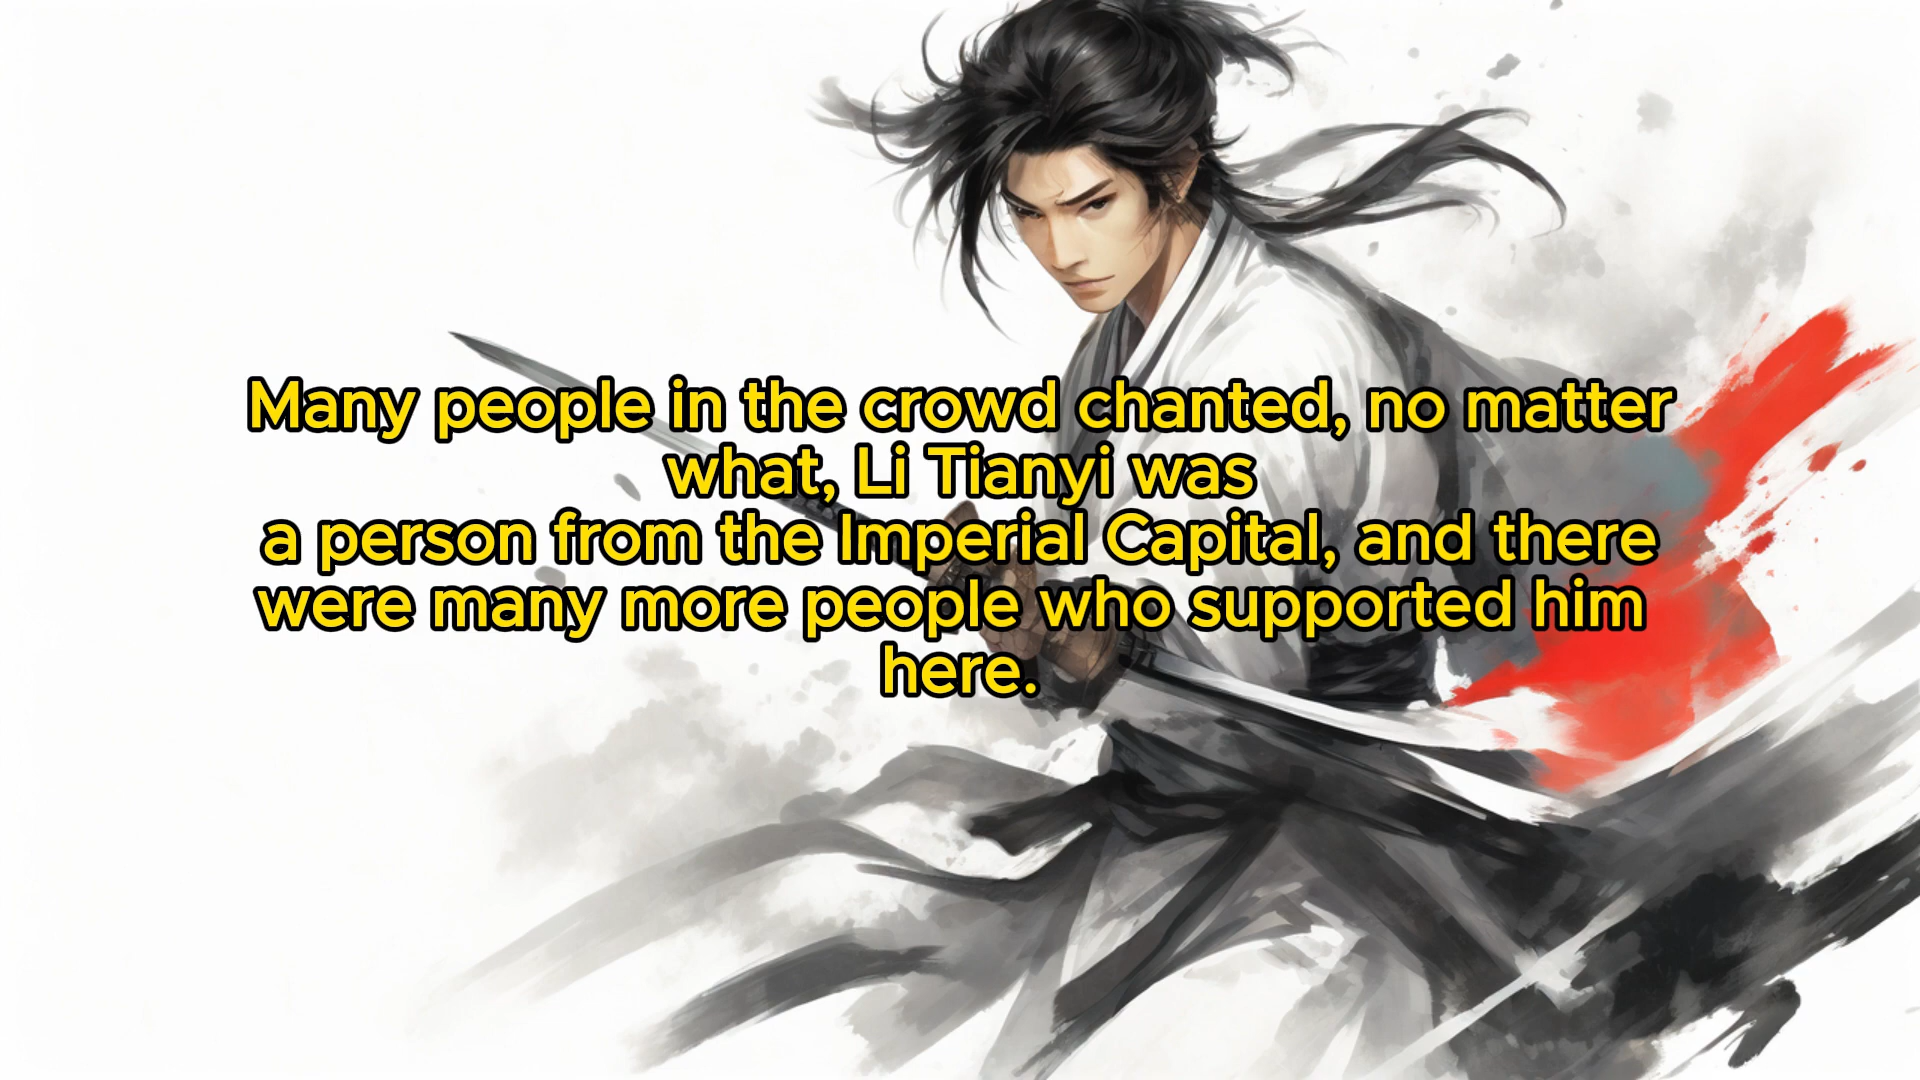 Many people in the crowd chanted, no matter
what, Li Tianyi was
a person from the Imperial Capital, and there
were many more people who supported him
here.